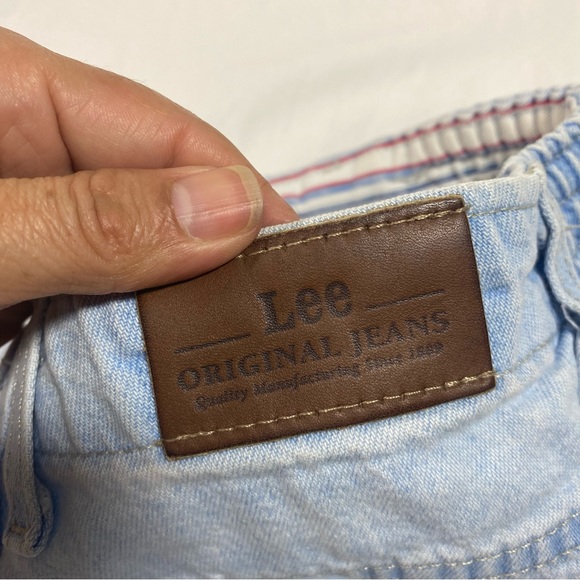 Lee
ORIGINAL JEANS
Quality Manufacturing Since 1889